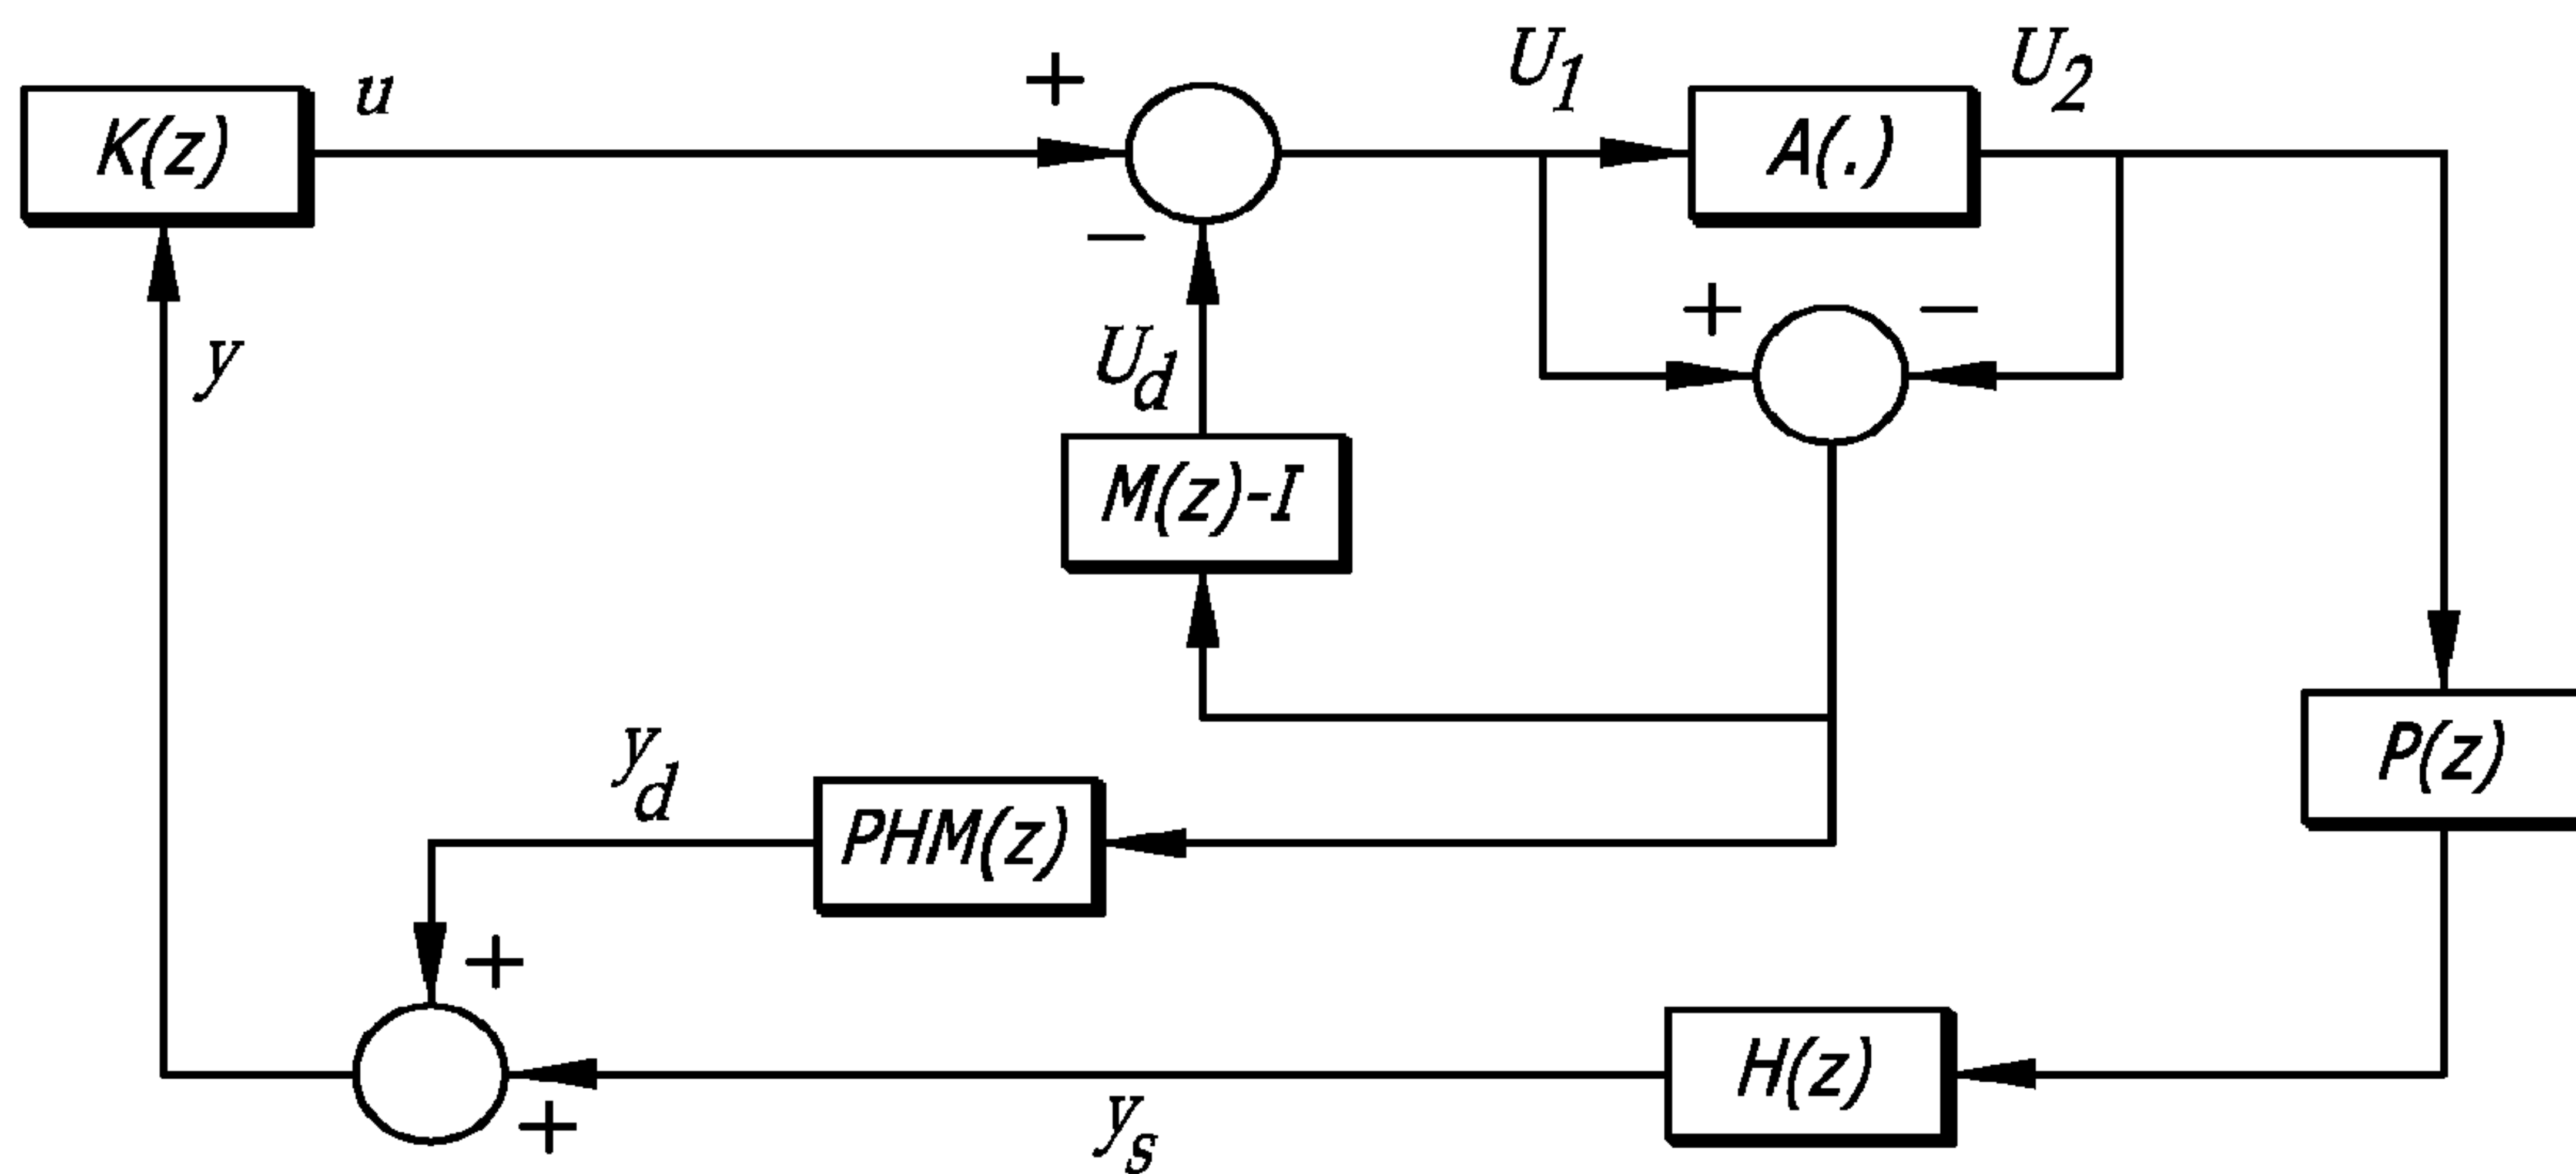 K(z)
u
+
−
U1
A(.)
U2
+
−
y
Ud
M(z)-I
P(z)
yd
PHM(z)
+
H(z)
+
ys